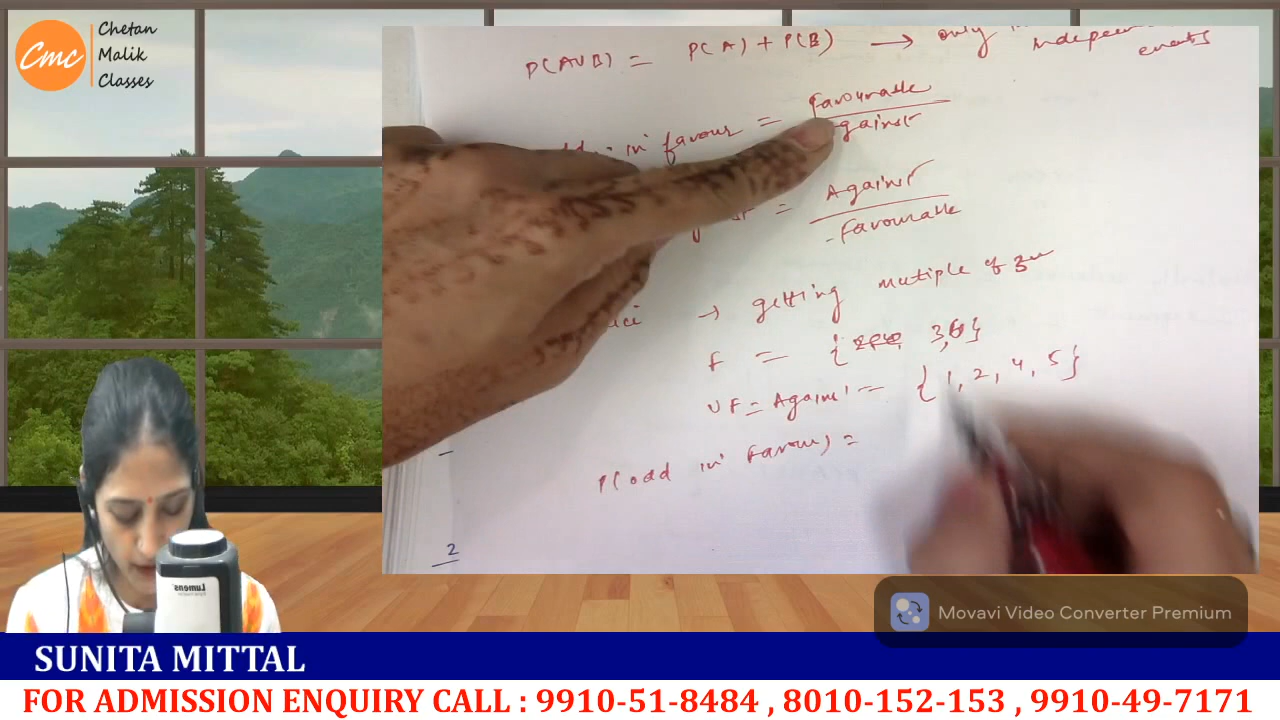 Cmc
Chetan
Malik
Classes
P(AUB) = P(A) + P(B) → only
events
in favour = Favourable
against
= Against
Favourable
→ getting multiple of 3
F = { 3, 6}
UF = Against = {1, 2, 4, 5}
P(odd in Favour) =
2
Lumens
Movavi Video Converter Premium
SUNITA MITTAL
FOR ADMISSION ENQUIRY CALL : 9910-51-8484 , 8010-152-153 , 9910-49-7171